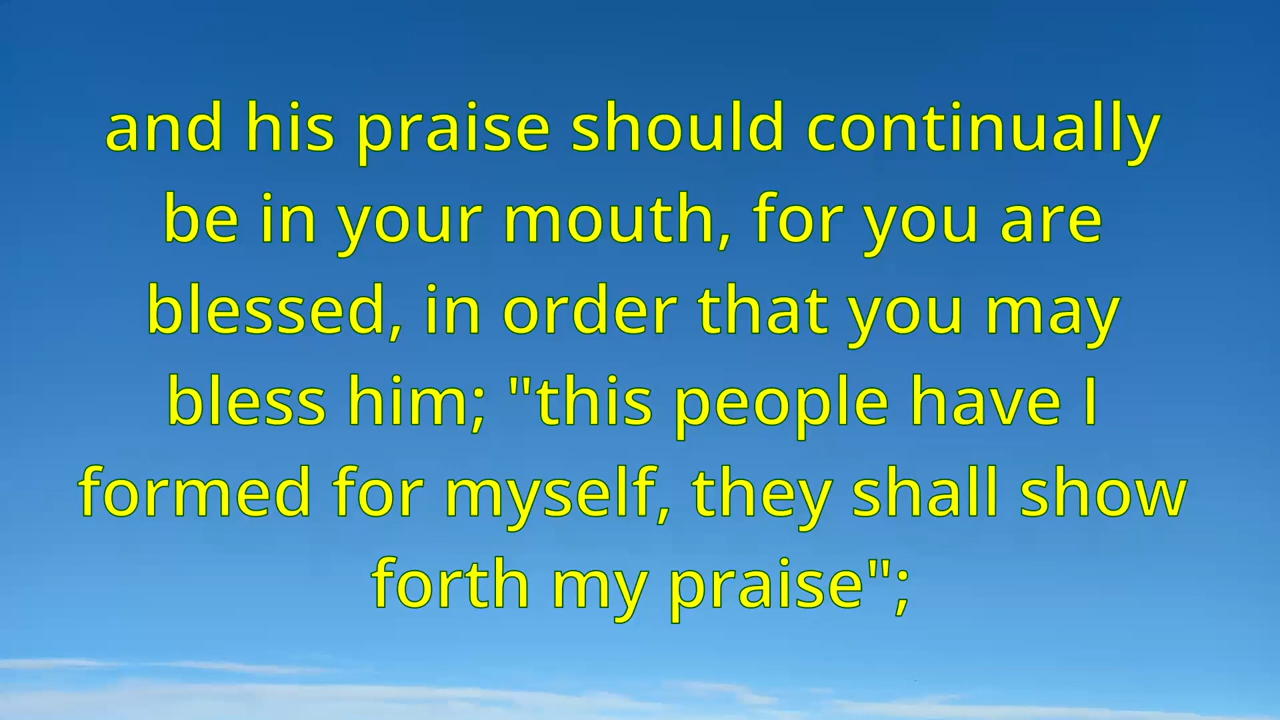 and his praise should continually
be in your mouth, for you are
blessed, in order that you may
bless him; "this people have I
formed for myself, they shall show
forth my praise";